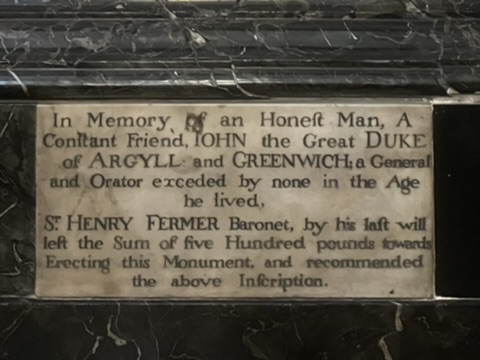 In Memory of an Honeſt Man, A
Conſtant Friend, IOHN the Great DUKE
of ARGYLL and GREENWICH; a General
and Orator exceded by none in the Age
he lived,
Sr. HENRY FERMER Baronet, by his laſt will
left the Sum of five Hundred pounds towards
Erecting this Monument, and recommended
the above Inſcription.